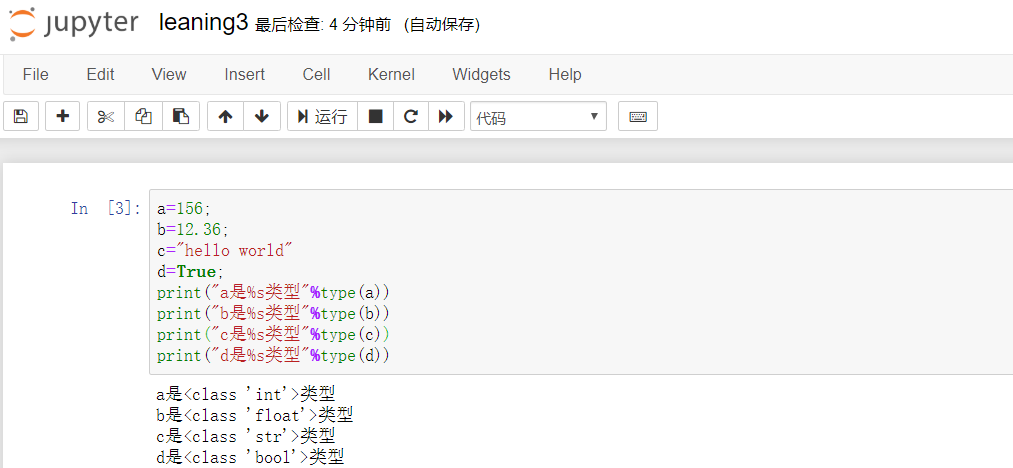 jupyter leaning3 最后检查: 4 分钟前 (自动保存)
File Edit View Insert Cell Kernel Widgets Help
运行 代码
In [3]:
a=156;
b=12.36;
c="hello world"
d=True;
print("a是%s类型"%type(a))
print("b是%s类型"%type(b))
print("c是%s类型"%type(c))
print("d是%s类型"%type(d))
a是<class 'int'>类型
b是<class 'float'>类型
c是<class 'str'>类型
d是<class 'bool'>类型